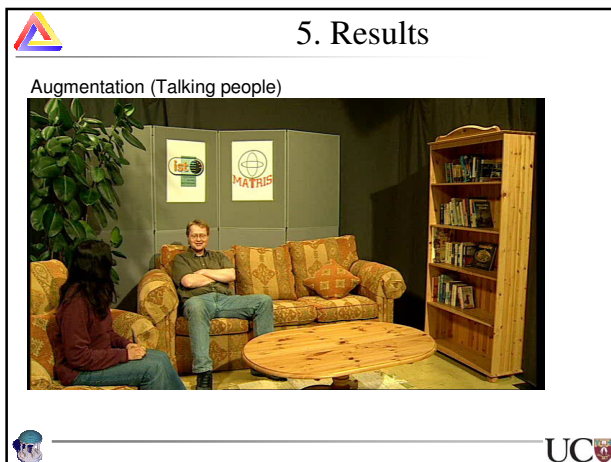 5. Results
Augmentation (Talking people)
ist
MATRIS
UC